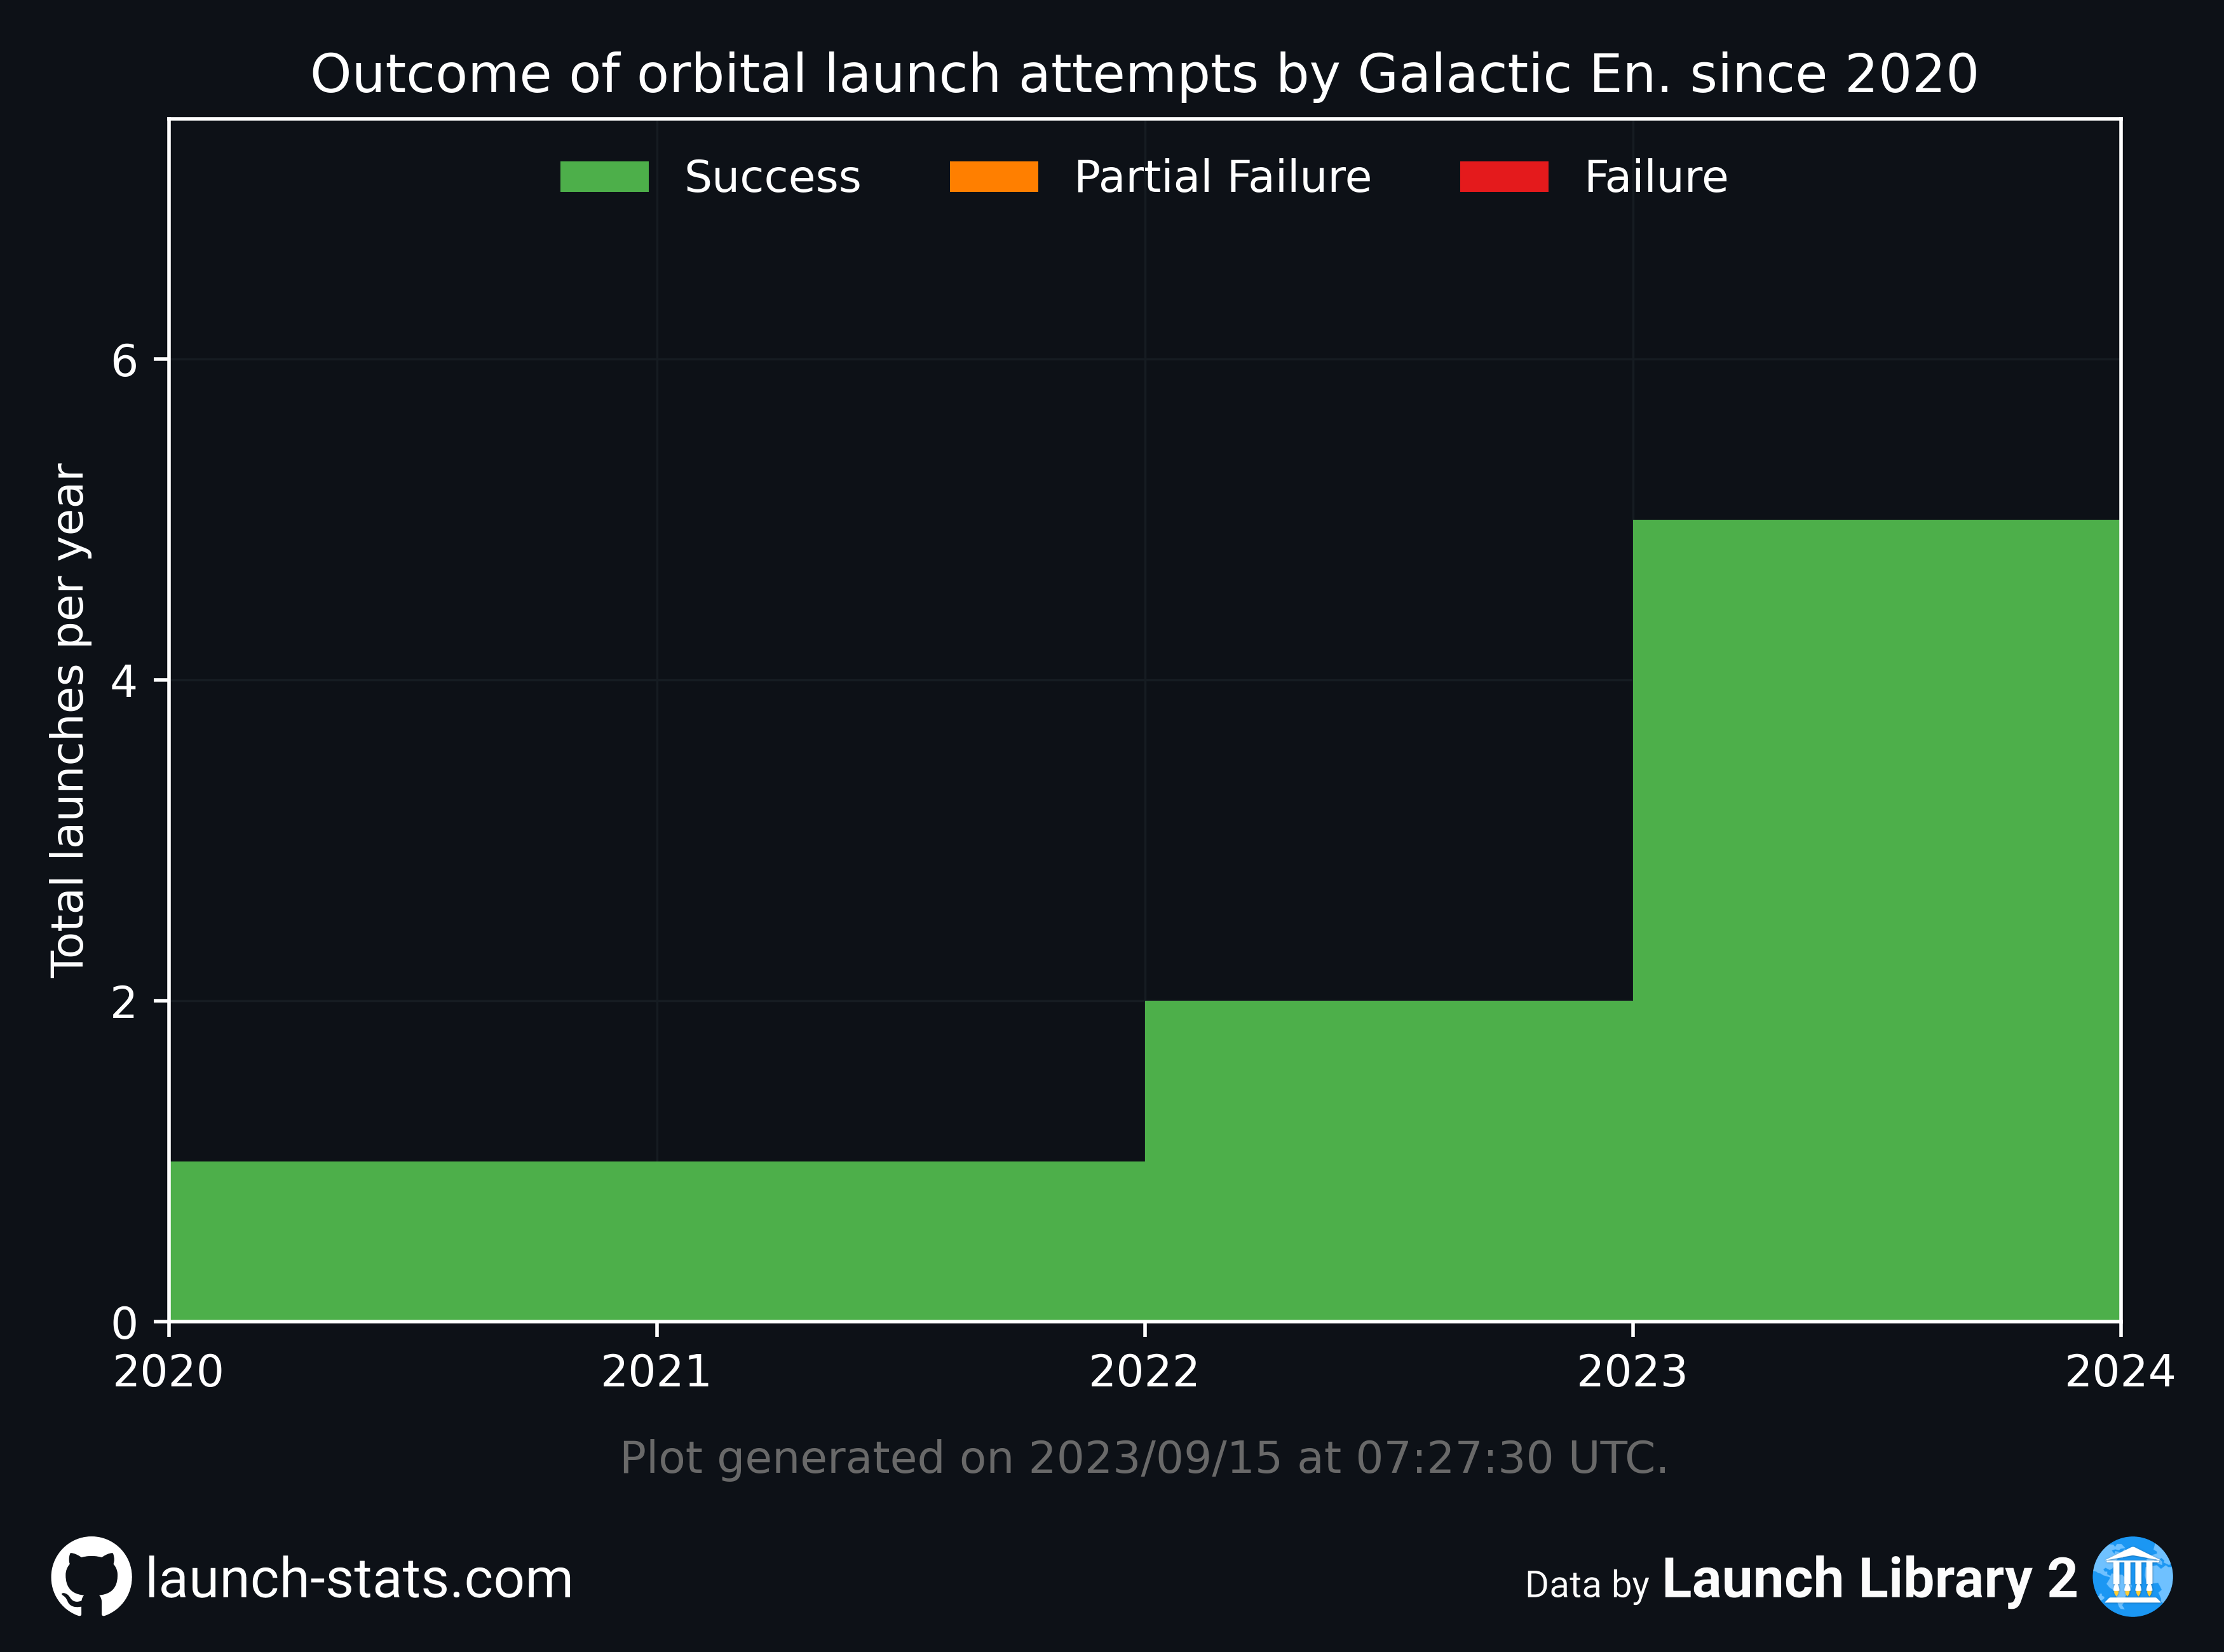 Outcome of orbital launch attempts by Galactic En. since 2020
Success Partial Failure Failure
Total launches per year
6
4
2
0
2020 2021 2022 2023 2024
Plot generated on 2023/09/15 at 07:27:30 UTC.
launch-stats.com
Data by Launch Library 2